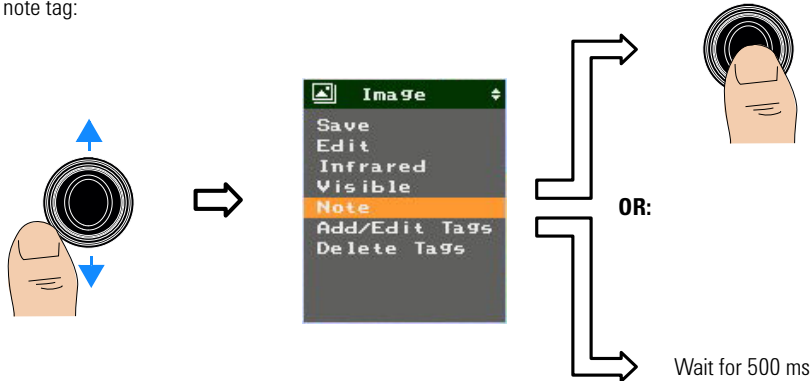 note tag:
Image
Save
Edit
Infrared
Visible
Note
Add/Edit Tags
Delete Tags
OR:
Wait for 500 ms